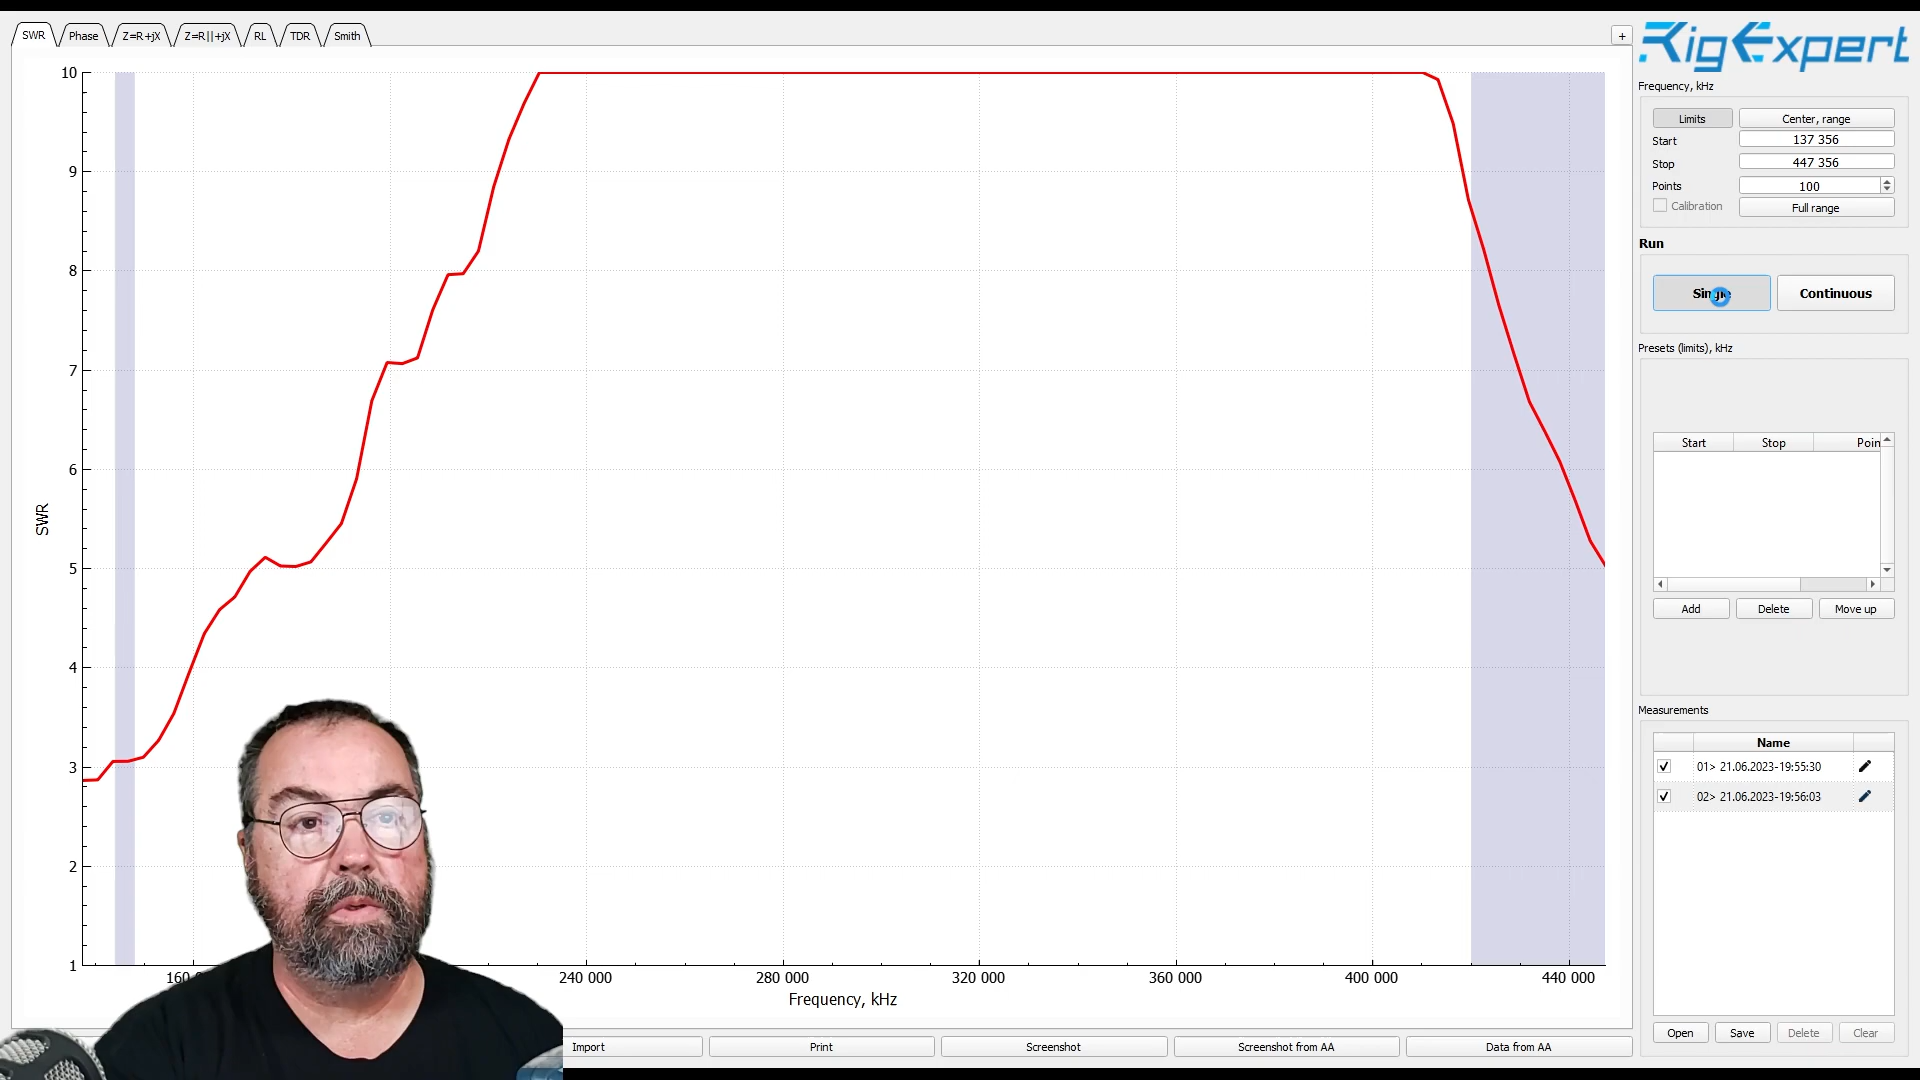 SWR Phase Z=R+jX Z=R||+jX RL TDR Smith
+
RigExpert
Frequency, kHz
Limits Center, range
Start 137 356
Stop 447 356
Points 100
Calibration Full range
Run
Single Continuous
Presets (limits), kHz
Start Stop Poin
Add Delete Move up
Measurements
Name
01> 21.06.2023-19:55:30
02> 21.06.2023-19:56:03
Open Save Delete Clear
10
9
8
7
6
5
4
3
2
1
SWR
160 240 000 280 000 320 000 360 000 400 000 440 000
Frequency, kHz
Import Print Screenshot Screenshot from AA Data from AA